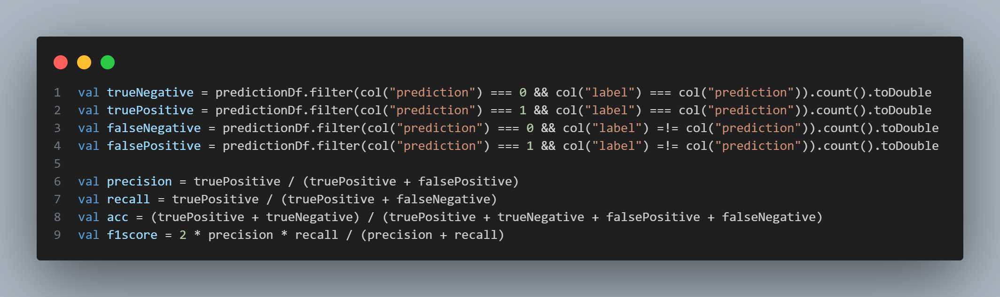 1 val trueNegative = predictionDf.filter(col("prediction") === 0 && col("label") === col("prediction")).count().toDouble
2 val truePositive = predictionDf.filter(col("prediction") === 1 && col("label") === col("prediction")).count().toDouble
3 val falseNegative = predictionDf.filter(col("prediction") === 0 && col("label") =!= col("prediction")).count().toDouble
4 val falsePositive = predictionDf.filter(col("prediction") === 1 && col("label") =!= col("prediction")).count().toDouble
5
6 val precision = truePositive / (truePositive + falsePositive)
7 val recall = truePositive / (truePositive + falseNegative)
8 val acc = (truePositive + trueNegative) / (truePositive + trueNegative + falsePositive + falseNegative)
9 val f1score = 2 * precision * recall / (precision + recall)